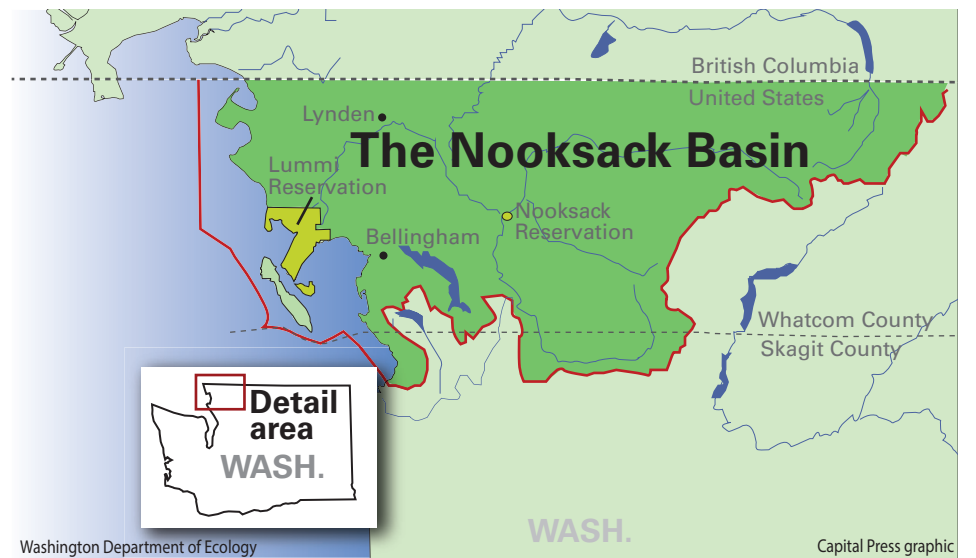 British Columbia
United States
Lynden
The Nooksack Basin
Lummi
Reservation
Nooksack
Reservation
Bellingham
Whatcom County
Skagit County
Detail
area
WASH.
WASH.
Washington Department of Ecology
Capital Press graphic